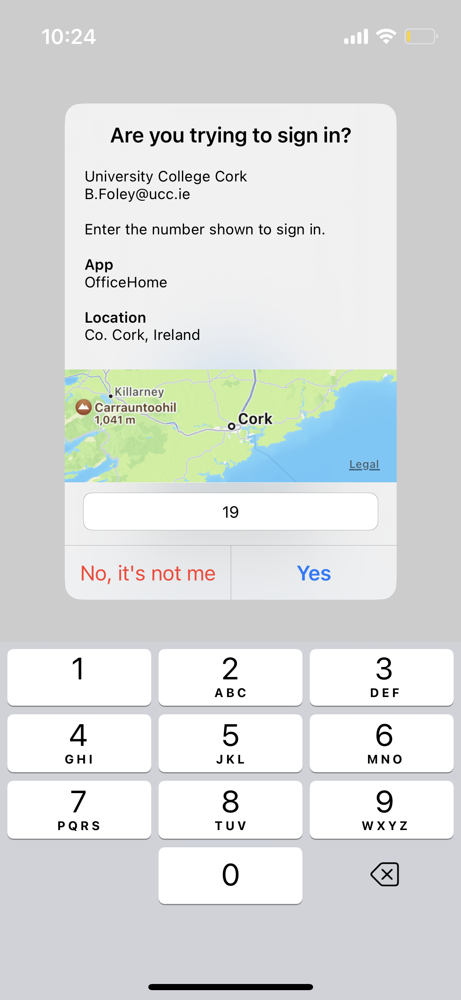 10:24
Are you trying to sign in?
University College Cork
B.Foley@ucc.ie
Enter the number shown to sign in.
App
OfficeHome
Location
Co. Cork, Ireland
Killarney
Carrauntoohil
1,041 m
Cork
Legal
19
No, it's not me
Yes
1
2
ABC
3
DEF
4
GHI
5
JKL
6
MNO
7
PQRS
8
TUV
9
WXYZ
0